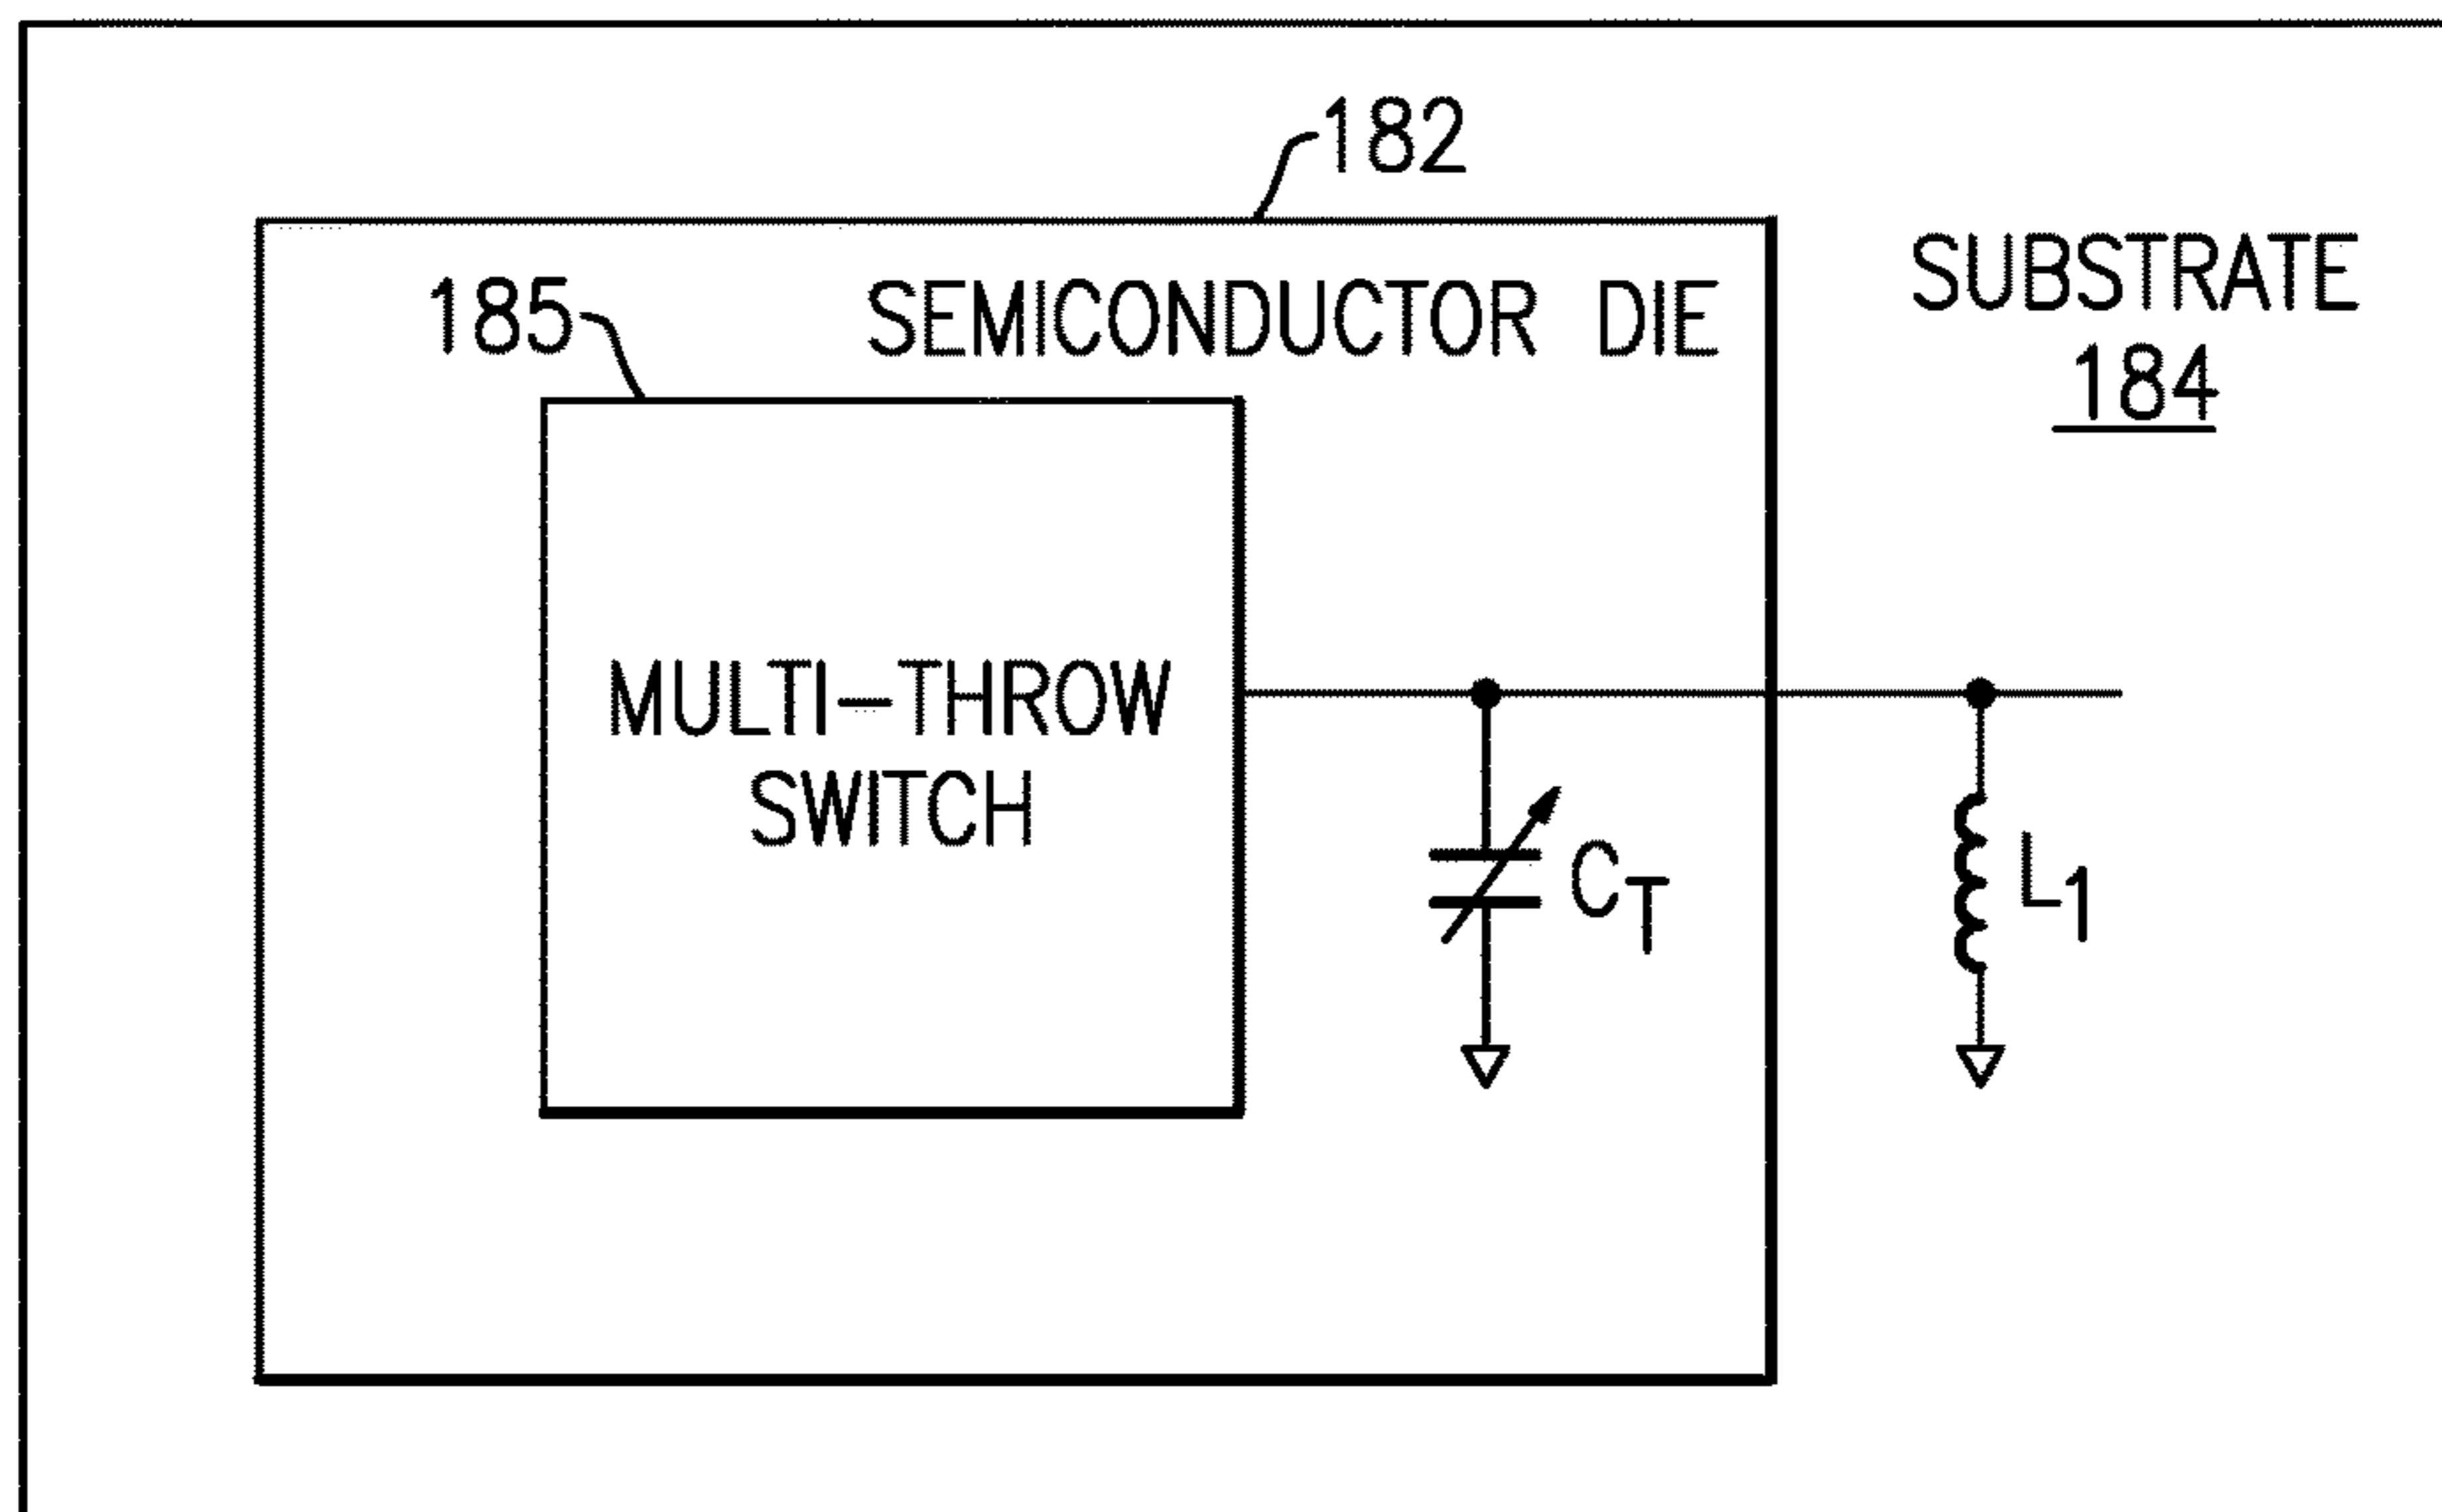 182
SUBSTRATE
184
185
SEMICONDUCTOR DIE
MULTI-THROW
SWITCH
CT
L1